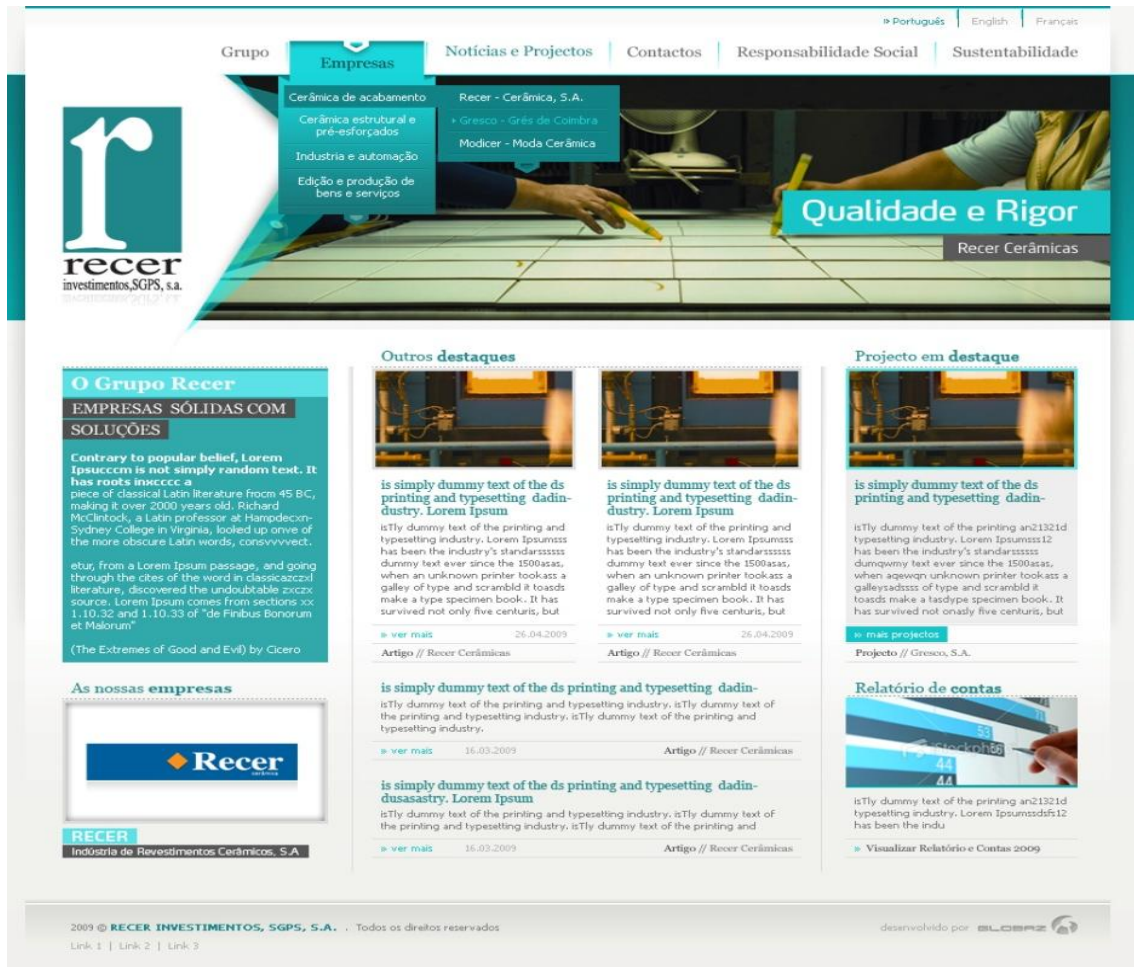 » Português
English
Français
Grupo
Empresas
Notícias e Projectos
Contactos
Responsabilidade Social
Sustentabilidade
Cerâmica de acabamento
Cerâmica estrutural e
pré-esforçados
Industria e automação
Edição e produção de
bens e serviços
Recer - Cerâmica, S.A.
Gresco - Grés de Coimbra
Modicer - Moda Cerâmica
r
recer
investimentos,SGPS, s.a.
Qualidade e Rigor
Recer Cerâmicas
O Grupo Recer
EMPRESAS SÓLIDAS COM
SOLUÇÕES
Contrary to popular belief, Lorem
Ipsucccm is not simply random text. It
has roots inxcccc a
piece of classical Latin literature frocm 45 BC,
making it over 2000 years old. Richard
McClintock, a Latin professor at Hampdecxn-
Sydney College in Virginia, looked up onve of
the more obscure Latin words, consvvvvect.
etur, from a Lorem Ipsum passage, and going
through the cites of the word in classicazczxl
literature, discovered the undoubtable zxczx
source. Lorem Ipsum comes from sections xx
1.10.32 and 1.10.33 of "de Finibus Bonorum
et Malorum"
(The Extremes of Good and Evil) by Cicero
As nossas empresas
Recer
cerâmica
RECER
Indústria de Revestimentos Cerâmicos, S.A
Outros destaques
is simply dummy text of the ds
printing and typesetting dadin-
dustry. Lorem Ipsum
isTly dummy text of the printing and
typesetting industry. Lorem Ipsumsss
has been the industry's standarssssss
dummy text ever since the 1500asas,
when an unknown printer tookass a
galley of type and scrambld it toasds
make a type specimen book. It has
survived not only five centuris, but
» ver mais
26.04.2009
Artigo // Recer Cerâmicas
is simply dummy text of the ds
printing and typesetting dadin-
dustry. Lorem Ipsum
isTly dummy text of the printing and
typesetting industry. Lorem Ipsumsss
has been the industry's standarssssss
dummy text ever since the 1500asas,
when an unknown printer tookass a
galley of type and scrambld it toasds
make a type specimen book. It has
survived not only five centuris, but
» ver mais
26.04.2009
Artigo // Recer Cerâmicas
is simply dummy text of the ds printing and typesetting dadin-
isTly dummy text of the printing and typesetting industry. isTly dummy text of
the printing and typesetting industry. isTly dummy text of the printing and
typesetting industry.
» ver mais
16.03.2009
Artigo // Recer Cerâmicas
is simply dummy text of the ds printing and typesetting dadin-
dusasastry. Lorem Ipsum
isTly dummy text of the printing and typesetting industry. isTly dummy text of
the printing and typesetting industry. isTly dummy text of the printing and
» ver mais
16.03.2009
Artigo // Recer Cerâmicas
Projecto em destaque
is simply dummy text of the ds
printing and typesetting dadin-
isTly dummy text of the printing an21321d
typesetting industry. Lorem Ipsumsss12
has been the industry's standarssssss
dumqwmy text ever since the 1500asas,
when aqewqn unknown printer tookass a
galleysadssss of type and scrambld it
toasds make a tasdype specimen book. It
has survived not onasly five centuris, but
» mais projectos
Projecto // Gresco, S.A.
Relatório de contas
53
56
44
44
isTly dummy text of the printing an21321d
typesetting industry. Lorem Ipsumssdsfs12
has been the indu
» Visualizar Relatório e Contas 2009
2009 © RECER INVESTIMENTOS, SGPS, S.A. . Todos os direitos reservados
desenvolvido por GLOBAZ
Link 1 | Link 2 | Link 3